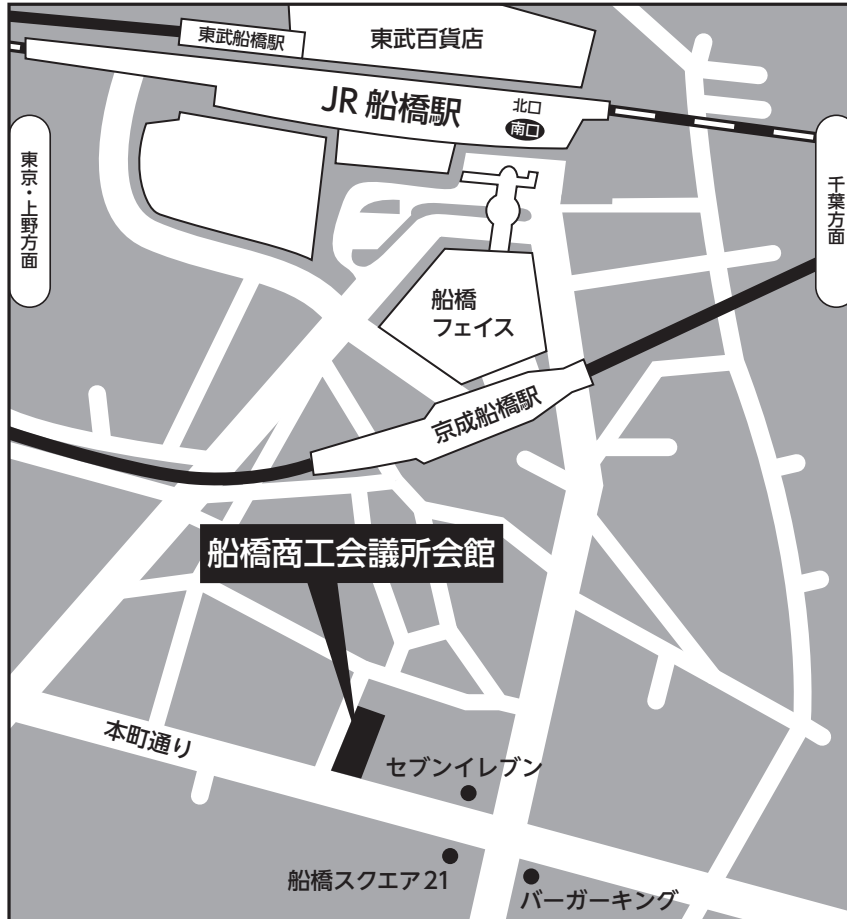 東武船橋駅
東武百貨店
JR 船橋駅
北口
南口
東京・上野方面
千葉方面
船橋
フェイス
京成船橋駅
船橋商工会議所会館
本町通り
セブンイレブン
船橋スクエア21
バーガーキング